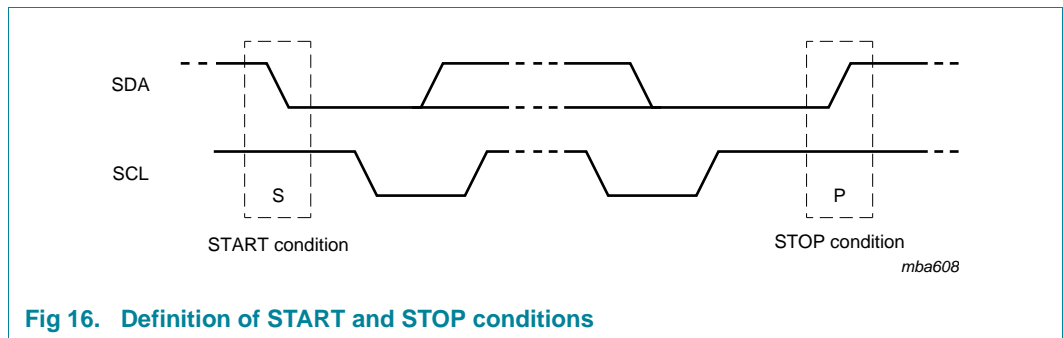 SDA
SCL
S
P
START condition
STOP condition
mba608
Fig 16. Definition of START and STOP conditions